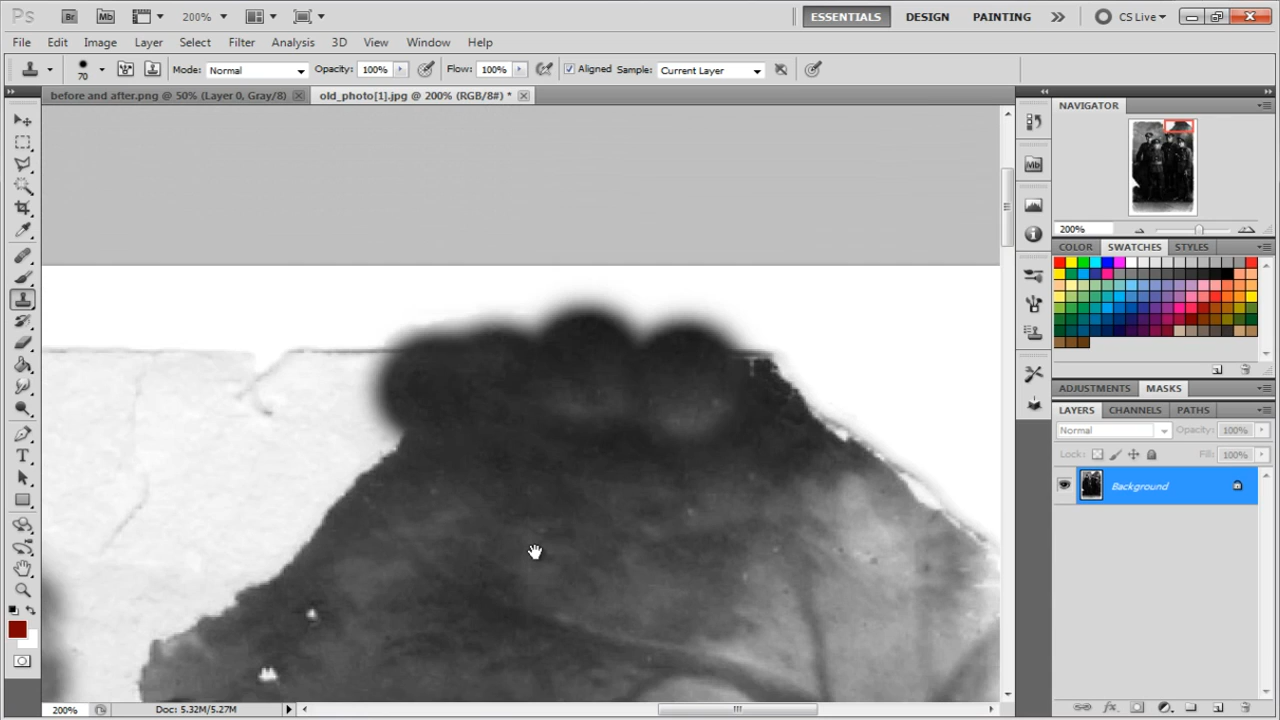 Ps Br Mb 200% ESSENTIALS DESIGN PAINTING CS Live
File Edit Image Layer Select Filter Analysis 3D View Window Help
70 Mode: Normal Opacity: 100% Flow: 100% Aligned Sample: Current Layer
before and after.png @ 50% (Layer 0, Gray/8) old_photo[1].jpg @ 200% (RGB/8#) *
NAVIGATOR
Mb
200%
COLOR SWATCHES STYLES
ADJUSTMENTS MASKS
LAYERS CHANNELS PATHS
Normal Opacity: 100%
Lock: Fill: 100%
Background
T
200% Doc: 5.32M/5.27M
fx